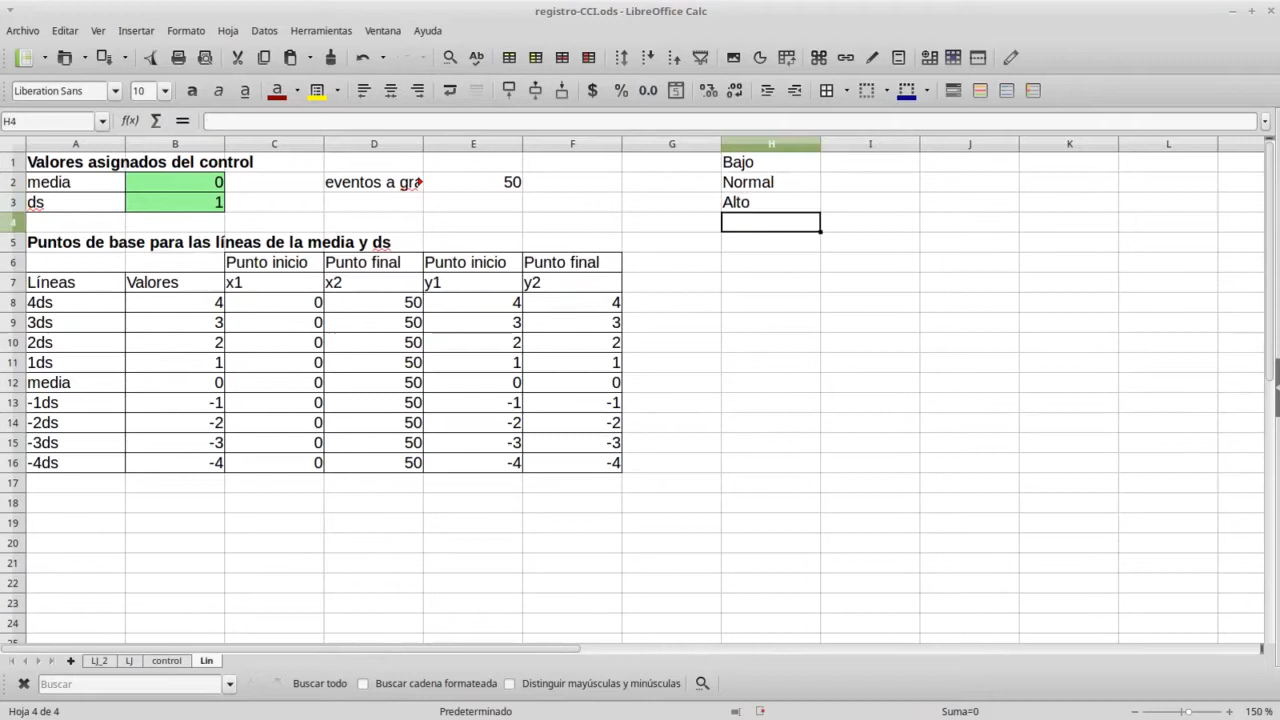 registro-CCI.ods - LibreOffice Calc
Archivo Editar Ver Insertar Formato Hoja Datos Herramientas Ventana Ayuda
Liberation Sans 10
H4
A B C D E F G H I J K L
1 Valores asignados del control Bajo
2 media 0 eventos a gra 50 Normal
3 ds 1 Alto
4
5 Puntos de base para las líneas de la media y ds
6 Punto inicio Punto final Punto inicio Punto final
7 Líneas Valores x1 x2 y1 y2
8 4ds 4 0 50 4 4
9 3ds 3 0 50 3 3
10 2ds 2 0 50 2 2
11 1ds 1 0 50 1 1
12 media 0 0 50 0 0
13 -1ds -1 0 50 -1 -1
14 -2ds -2 0 50 -2 -2
15 -3ds -3 0 50 -3 -3
16 -4ds -4 0 50 -4 -4
17
18
19
20
21
22
23
24
LJ_2 LJ control Lin
Buscar Buscar todo Buscar cadena formateada Distinguir mayúsculas y minúsculas
Hoja 4 de 4 Predeterminado Suma=0 150 %